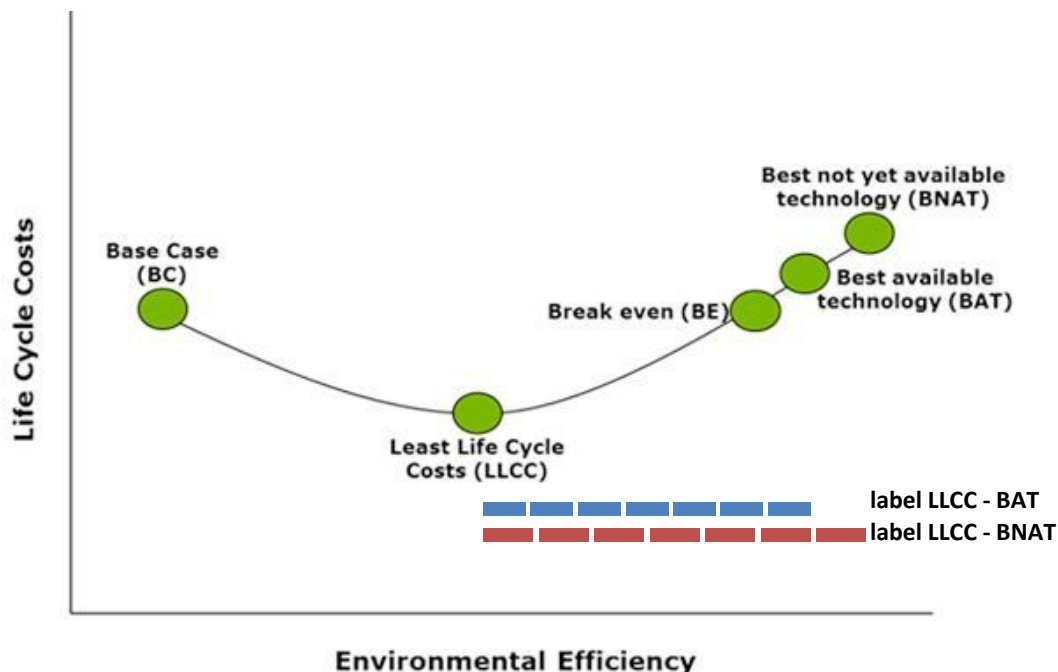 Best not yet available
technology (BNAT)
Base Case
(BC)
Best available
technology (BAT)
Break even (BE)
Life Cycle Costs
Least Life Cycle
Costs (LLCC)
label LLCC - BAT
label LLCC - BNAT
Environmental Efficiency